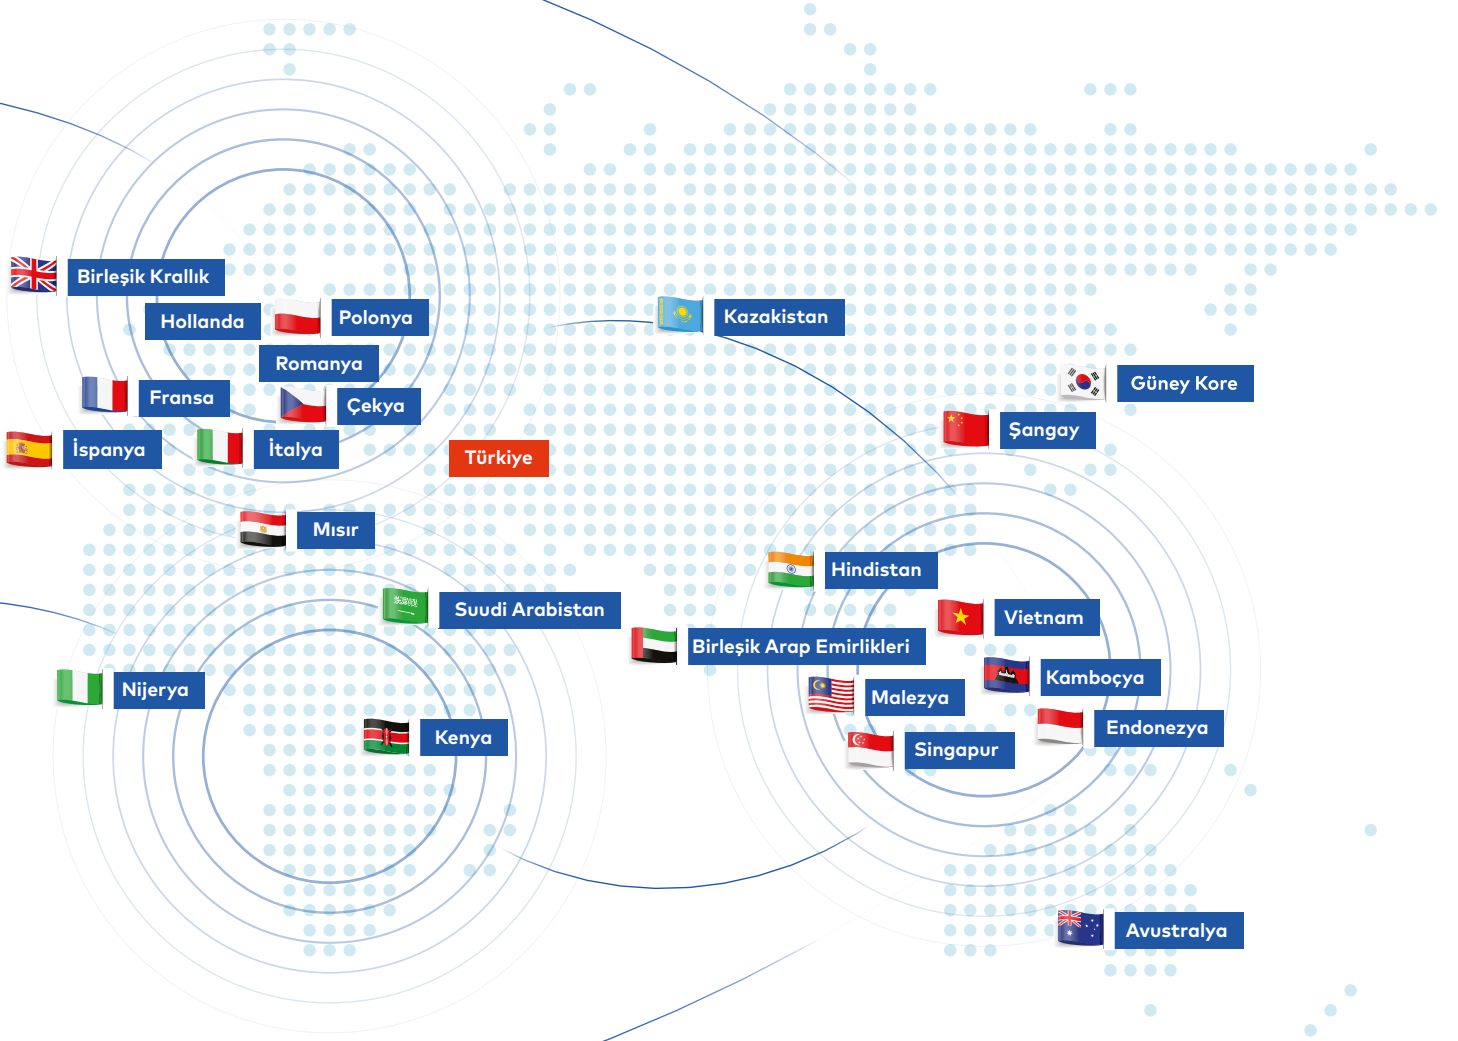 Birleşik Krallık
Hollanda
Polonya
Kazakistan
Romanya
Güney Kore
Fransa
Çekya
Şangay
İspanya
İtalya
Türkiye
Mısır
Hindistan
Suudi Arabistan
Vietnam
Birleşik Arap Emirlikleri
Kamboçya
Nijerya
Malezya
Endonezya
Kenya
Singapur
Avustralya